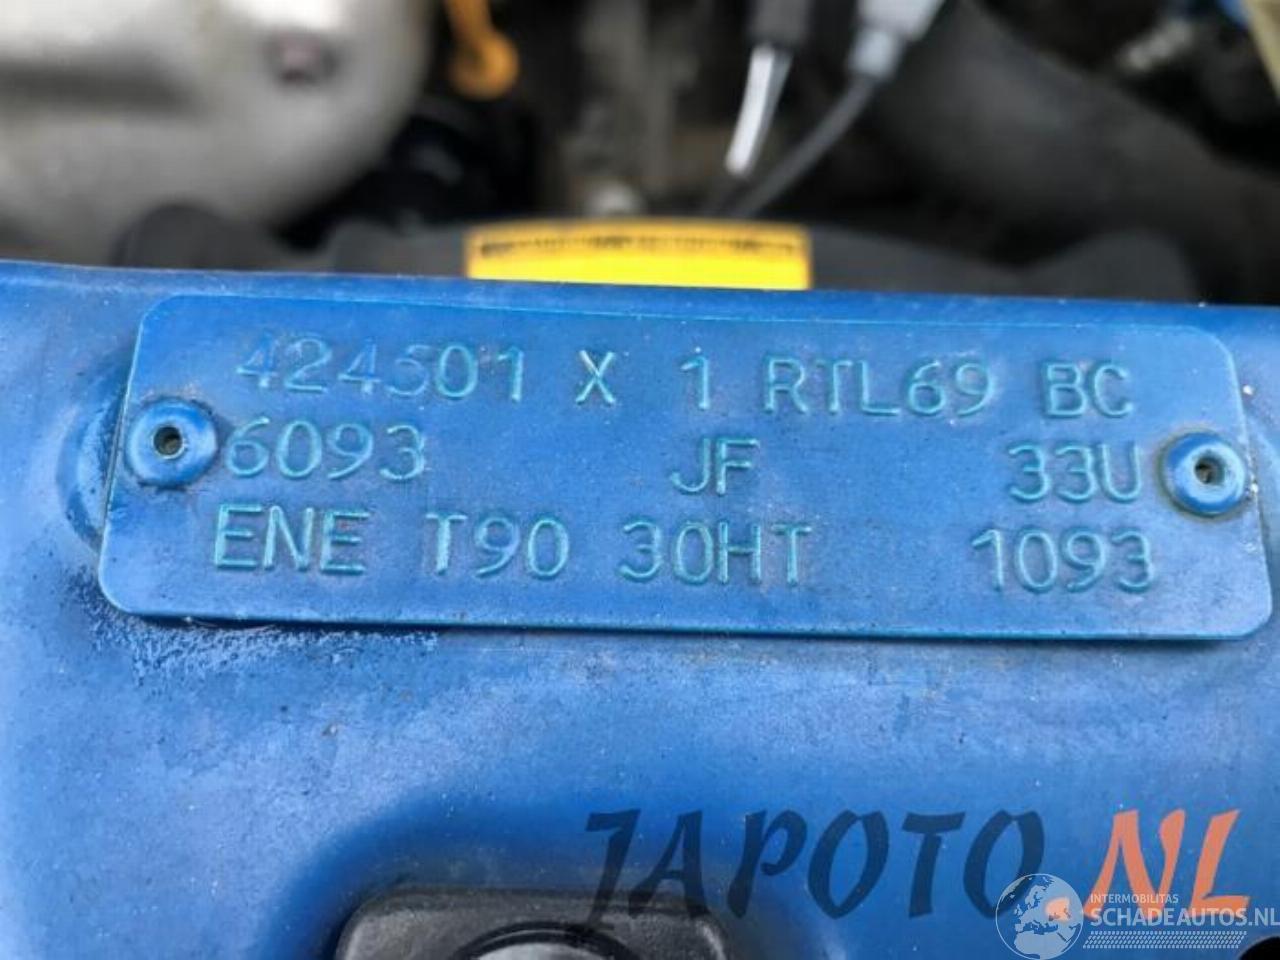 424501 X 1 RTL69 BC
6093 JF 33U
ENE T90 30HT 1093
JAPOTO.NL
INTERMOBILITAS
SCHADEAUTOS.NL